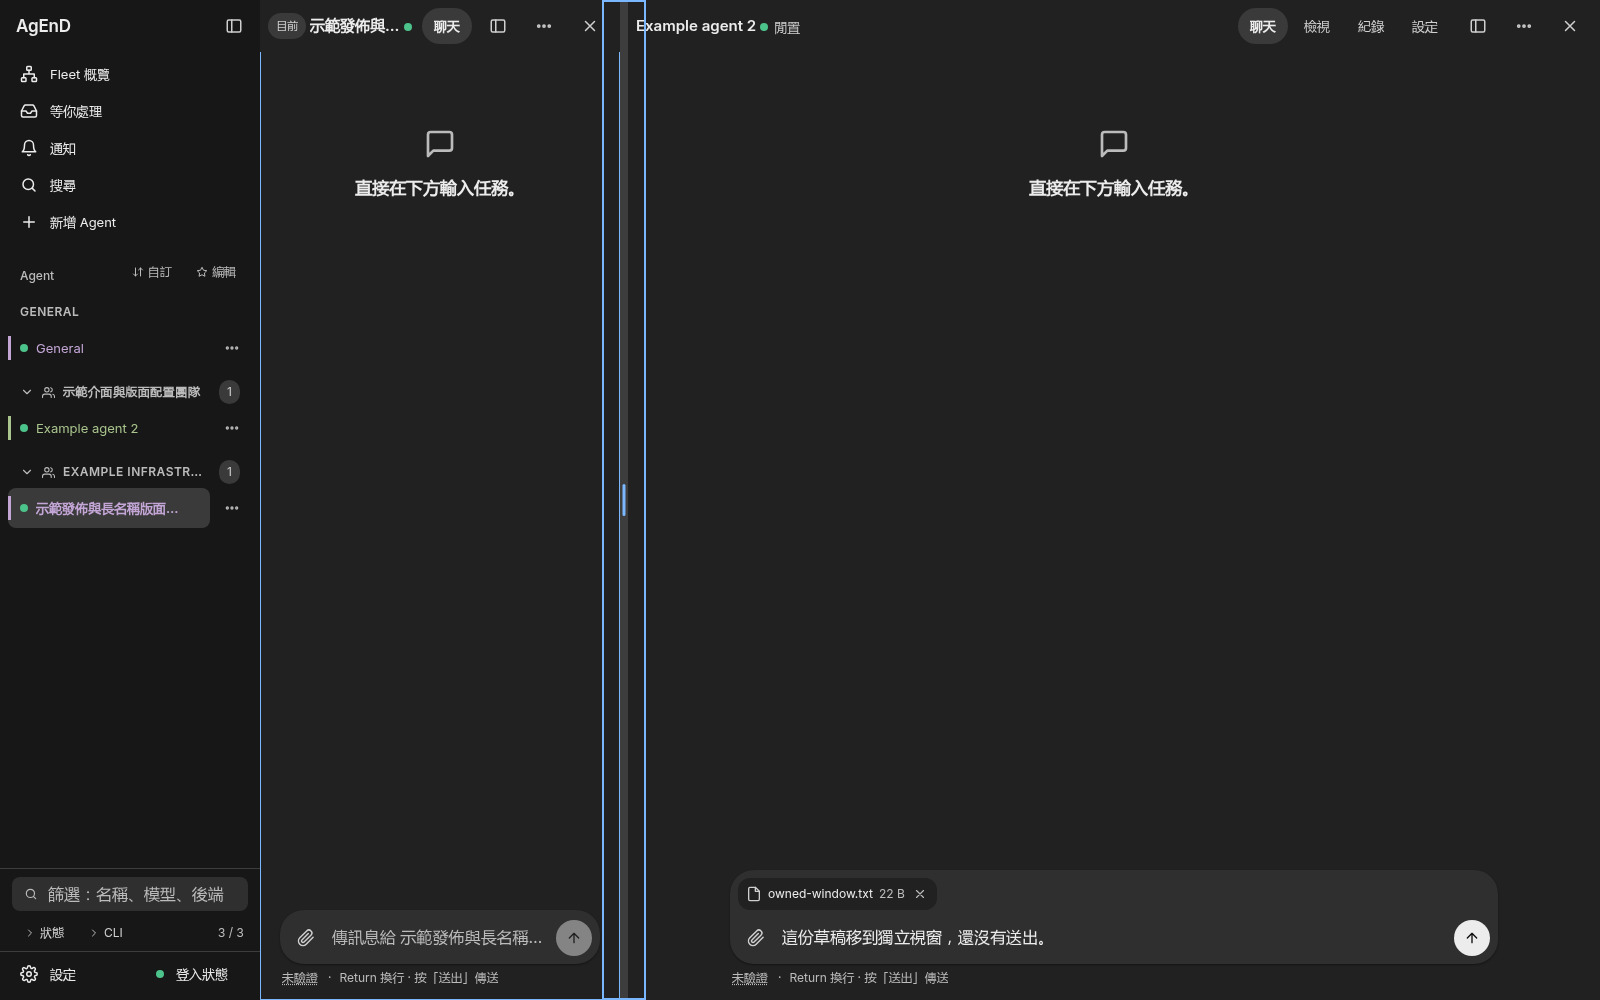 AgEnD
Fleet 概覽
等你處理
通知
搜尋
新增 Agent
Agent
自訂
編輯
GENERAL
General
示範介面與版面配置團隊
1
Example agent 2
EXAMPLE INFRASTR...
1
示範發佈與長名稱版面...
篩選：名稱、模型、後端
狀態
CLI
3 / 3
設定
登入狀態
目前
示範發佈與...
聊天
直接在下方輸入任務。
傳訊息給 示範發佈與長名稱...
未驗證 · Return 換行 · 按「送出」傳送
Example agent 2
閒置
聊天
檢視
紀錄
設定
直接在下方輸入任務。
owned-window.txt 22 B
這份草稿移到獨立視窗，還沒有送出。
未驗證 · Return 換行 · 按「送出」傳送